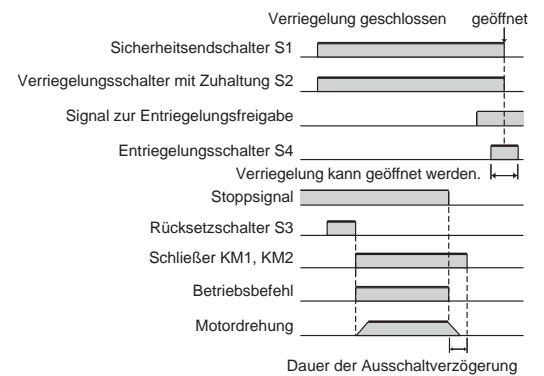 Verriegelung geschlossen geöffnet
Sicherheitsendschalter S1
Verriegelungsschalter mit Zuhaltung S2
Signal zur Entriegelungsfreigabe
Entriegelungsschalter S4
Verriegelung kann geöffnet werden.
Stoppsignal
Rücksetzschalter S3
Schließer KM1, KM2
Betriebsbefehl
Motordrehung
Dauer der Ausschaltverzögerung